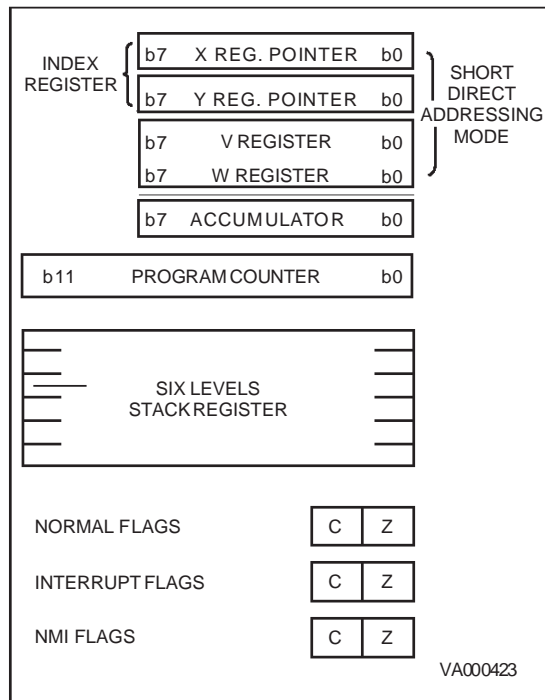 INDEX
REGISTER
b7 X REG. POINTER b0
b7 Y REG. POINTER b0
b7 V REGISTER b0
b7 W REGISTER b0
SHORT
DIRECT
ADDRESSING
MODE
b7 ACCUMULATOR b0
b11 PROGRAM COUNTER b0
SIX LEVELS
STACK REGISTER
NORMAL FLAGS C Z
INTERRUPT FLAGS C Z
NMI FLAGS C Z
VA000423